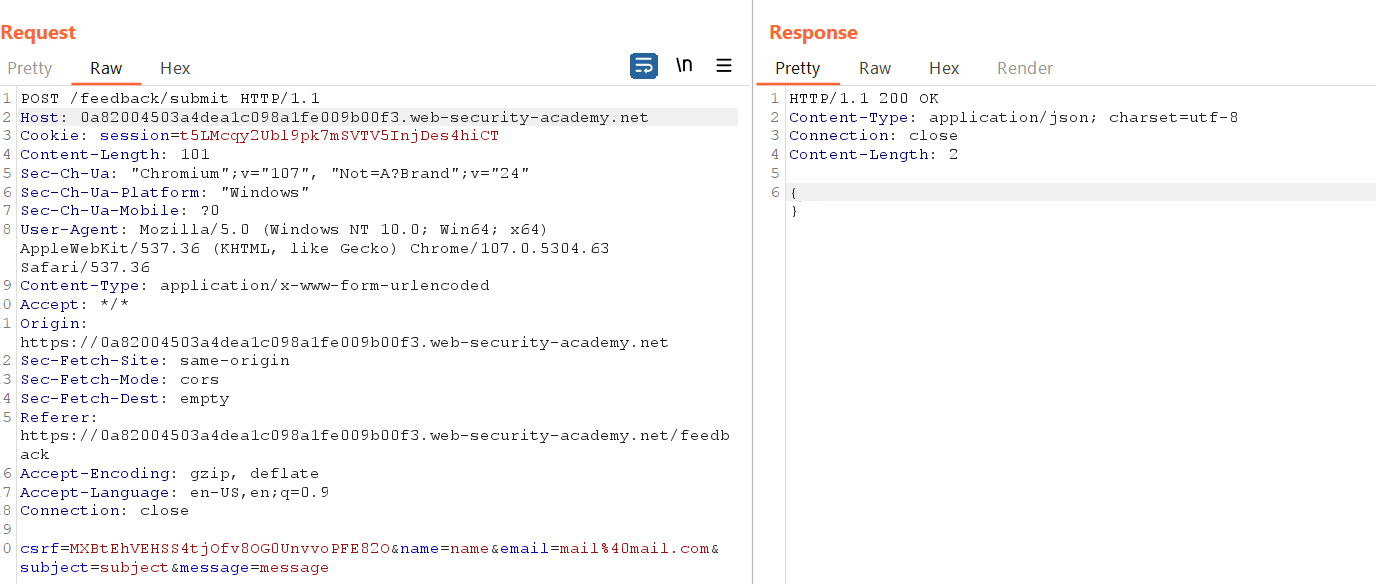 Request
Pretty Raw Hex \n
1 POST /feedback/submit HTTP/1.1
2 Host: 0a82004503a4dea1c098a1fe009b00f3.web-security-academy.net
3 Cookie: session=t5LMcqy2Ubl9pk7mSVTV5InjDes4hiCT
4 Content-Length: 101
5 Sec-Ch-Ua: "Chromium";v="107", "Not=A?Brand";v="24"
6 Sec-Ch-Ua-Platform: "Windows"
7 Sec-Ch-Ua-Mobile: ?0
8 User-Agent: Mozilla/5.0 (Windows NT 10.0; Win64; x64)
AppleWebKit/537.36 (KHTML, like Gecko) Chrome/107.0.5304.63
Safari/537.36
9 Content-Type: application/x-www-form-urlencoded
0 Accept: */*
1 Origin:
https://0a82004503a4dea1c098a1fe009b00f3.web-security-academy.net
2 Sec-Fetch-Site: same-origin
3 Sec-Fetch-Mode: cors
4 Sec-Fetch-Dest: empty
5 Referer:
https://0a82004503a4dea1c098a1fe009b00f3.web-security-academy.net/feedb
ack
6 Accept-Encoding: gzip, deflate
7 Accept-Language: en-US,en;q=0.9
8 Connection: close
9
0 csrf=MXBtEhVEHSS4tjOfv8OG0UnvvoPFE82O&name=name&email=mail%40mail.com&
subject=subject&message=message
Response
Pretty Raw Hex Render
1 HTTP/1.1 200 OK
2 Content-Type: application/json; charset=utf-8
3 Connection: close
4 Content-Length: 2
5
6 {
}